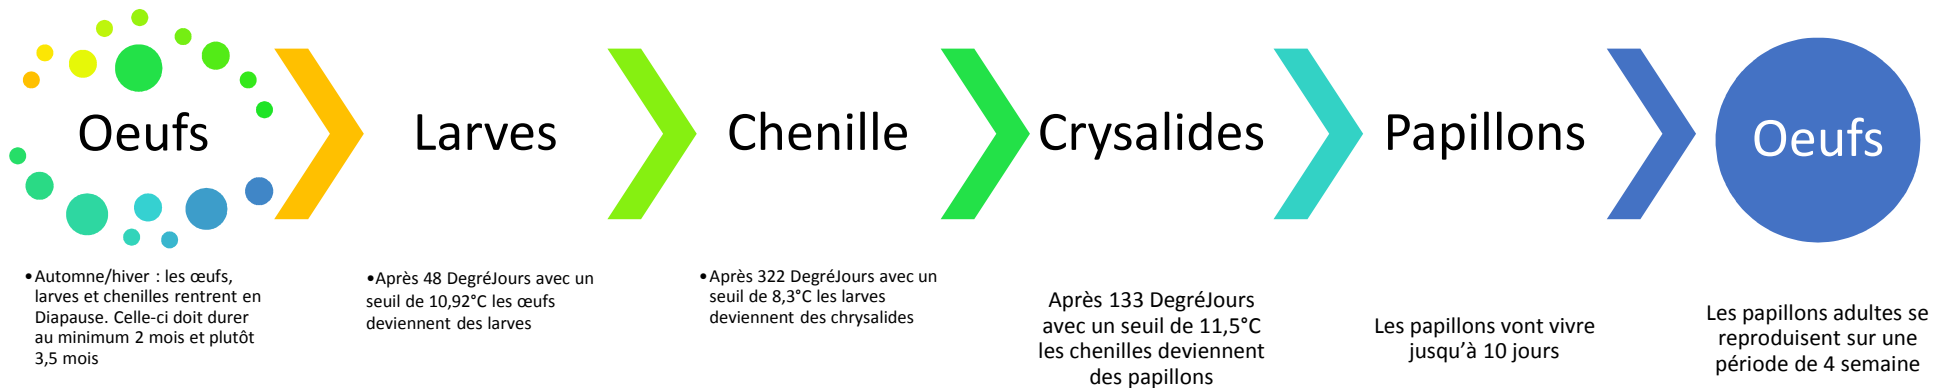 Oeufs
Larves
Chenille
Crysalides
Papillons
Oeufs
•Automne/hiver : les œufs,
larves et chenilles rentrent en
Diapause. Celle-ci doit durer
au minimum 2 mois et plutôt
3,5 mois
•Après 48 DegréJours avec un
seuil de 10,92°C les œufs
deviennent des larves
•Après 322 DegréJours avec un
seuil de 8,3°C les larves
deviennent des chrysalides
Après 133 DegréJours
avec un seuil de 11,5°C
les chenilles deviennent
des papillons
Les papillons vont vivre
jusqu’à 10 jours
Les papillons adultes se
reproduisent sur une
période de 4 semaine